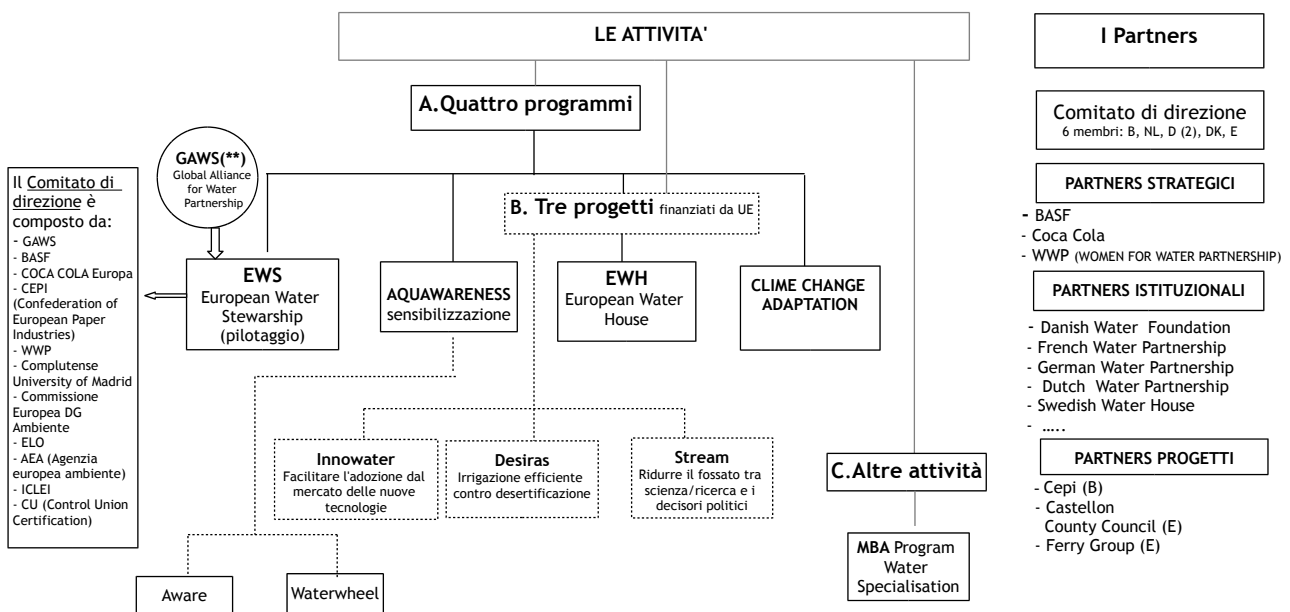 LE ATTIVITA'
A.Quattro programmi
GAWS(**)
Global Alliance
for Water
Partnership
Il Comitato di
direzione è
composto da:
- GAWS
- BASF
- COCA COLA Europa
- CEPI
(Confederation of
European Paper
Industries)
- WWP
- Complutense
University of Madrid
- Commissione
Europea DG
Ambiente
- ELO
- AEA (Agenzia
europea ambiente)
- ICLEI
- CU (Control Union
Certification)
EWS
European Water
Stewarship
(pilotaggio)
AQUAWARENESS
sensibilizzazione
B. Tre progetti finanziati da UE
EWH
European Water
House
CLIME CHANGE
ADAPTATION
Innowater
Facilitare l'adozione dal
mercato delle nuove
tecnologie
Desiras
Irrigazione efficiente
contro desertificazione
Stream
Ridurre il fossato tra
scienza/ricerca e i
decisori politici
Aware
Waterwheel
C.Altre attività
MBA Program
Water
Specialisation
I Partners
Comitato di direzione
6 membri: B, NL, D (2), DK, E
PARTNERS STRATEGICI
- BASF
- Coca Cola
- WWP (WOMEN FOR WATER PARTNERSHIP)
PARTNERS ISTITUZIONALI
- Danish Water Foundation
- French Water Partnership
- German Water Partnership
- Dutch Water Partnership
- Swedish Water House
- …..
PARTNERS PROGETTI
- Cepi (B)
- Castellon
County Council (E)
- Ferry Group (E)